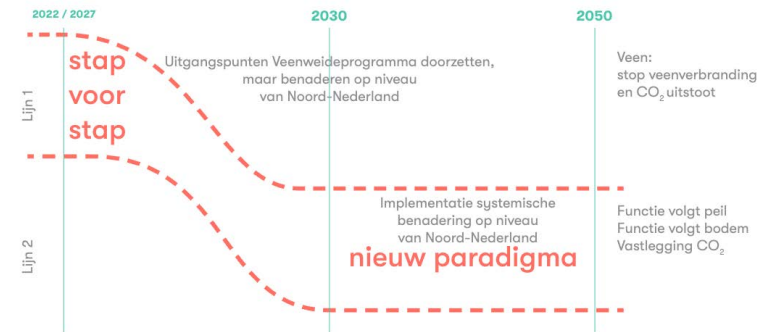 2022 / 2027
2030
2050
Lijn 1
stap
voor
stap
Uitgangspunten Veenweideprogramma doorzetten,
maar benaderen op niveau
van Noord-Nederland
Veen:
stop veenverbranding
en CO₂ uitstoot
Lijn 2
Implementatie systemische
benadering op niveau
van Noord-Nederland
nieuw paradigma
Functie volgt peil
Functie volgt bodem
Vastlegging CO₂